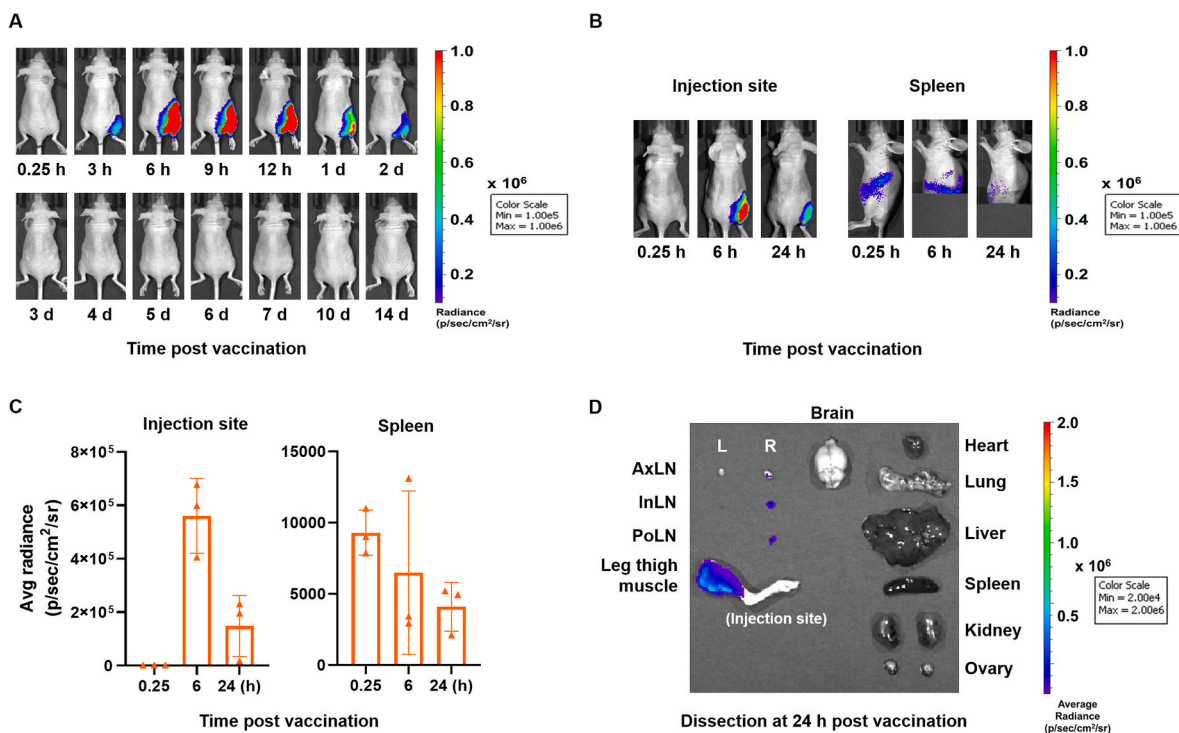 A
0.25 h 3 h 6 h 9 h 12 h 1 d 2 d
3 d 4 d 5 d 6 d 7 d 10 d 14 d
Time post vaccination
1.0
0.8
0.6
x 10⁶
0.4
0.2
Color Scale
Min = 1.00e5
Max = 1.00e6
Radiance
(p/sec/cm²/sr)
B
Injection site Spleen
0.25 h 6 h 24 h 0.25 h 6 h 24 h
Time post vaccination
1.0
0.8
0.6
x 10⁶
0.4
0.2
Color Scale
Min = 1.00e5
Max = 1.00e6
Radiance
(p/sec/cm²/sr)
C
Injection site Spleen
Avg radiance
(p/sec/cm²/sr)
8×10⁵
6×10⁵
4×10⁵
2×10⁵
0
0.25 6 24 (h)
15000
10000
5000
0
0.25 6 24 (h)
Time post vaccination
D
Brain
L R
AxLN
InLN
PoLN
Leg thigh
muscle
(Injection site)
Heart
Lung
Liver
Spleen
Kidney
Ovary
Dissection at 24 h post vaccination
2.0
1.5
1.0
x 10⁶
0.5
Color Scale
Min = 2.00e4
Max = 2.00e6
Average
Radiance
(p/sec/cm²/sr)